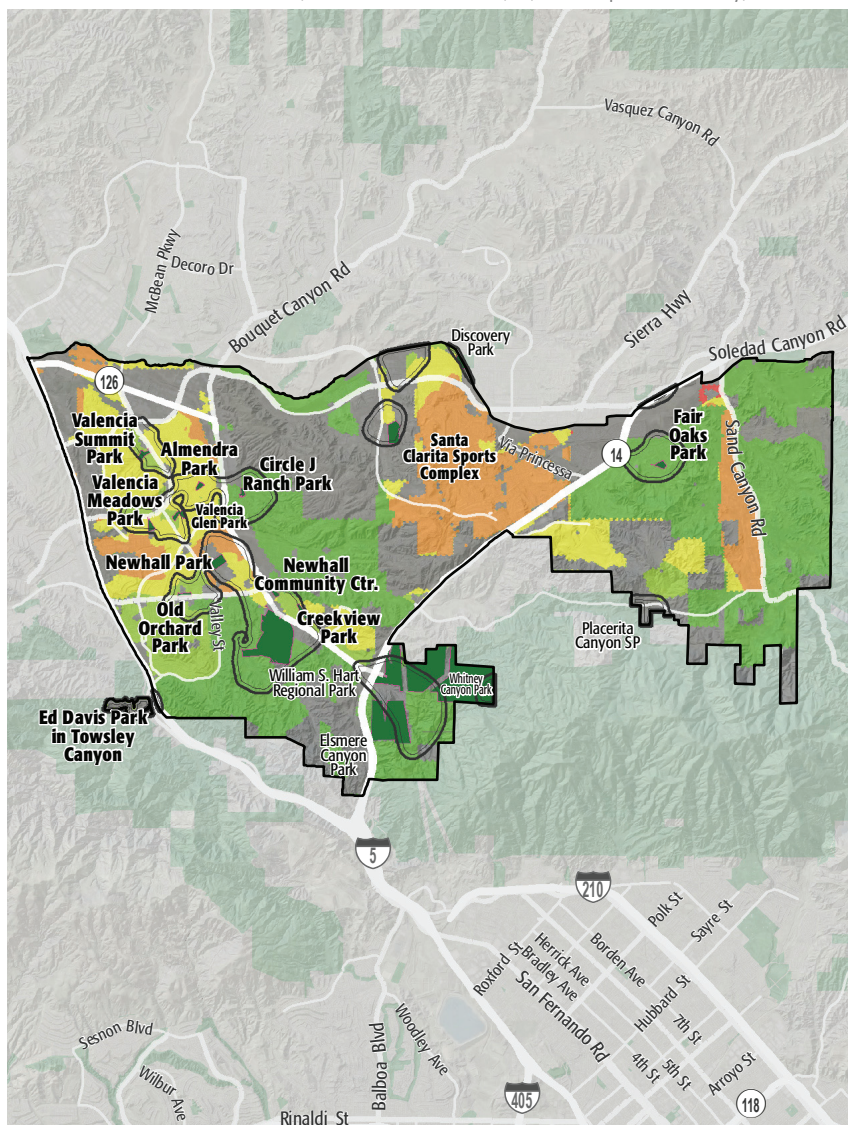 Vasquez Canyon Rd
McBean Pkwy
Decoro Dr
Bouquet Canyon Rd
Sierra Hwy
Soledad Canyon Rd
Discovery
Park
126
Valencia
Summit
Park
Almendra
Park
Circle J
Ranch Park
Santa
Clarita Sports
Complex
Via Princessa
14
Fair
Oaks
Park
Sand Canyon Rd
Valencia
Meadows
Park
Valencia
Glen Park
Newhall Park
Newhall
Community Ctr.
Old
Orchard
Park
Valley St
Creekview
Park
Placerita
Canyon SP
William S. Hart
Regional Park
Whitney
Canyon Park
Ed Davis Park
in Towsley
Canyon
Elsmere
Canyon
Park
5
210
Polk St
Sayre St
Roxford St
Herrick Ave
Bradley Ave
Borden Ave
San Fernando Rd
Hubbard St
7th St
5th St
4th St
Arroyo St
Sesnon Blvd
Wilbur Ave
Balboa Blvd
Woodley Ave
405
118
Rinaldi St